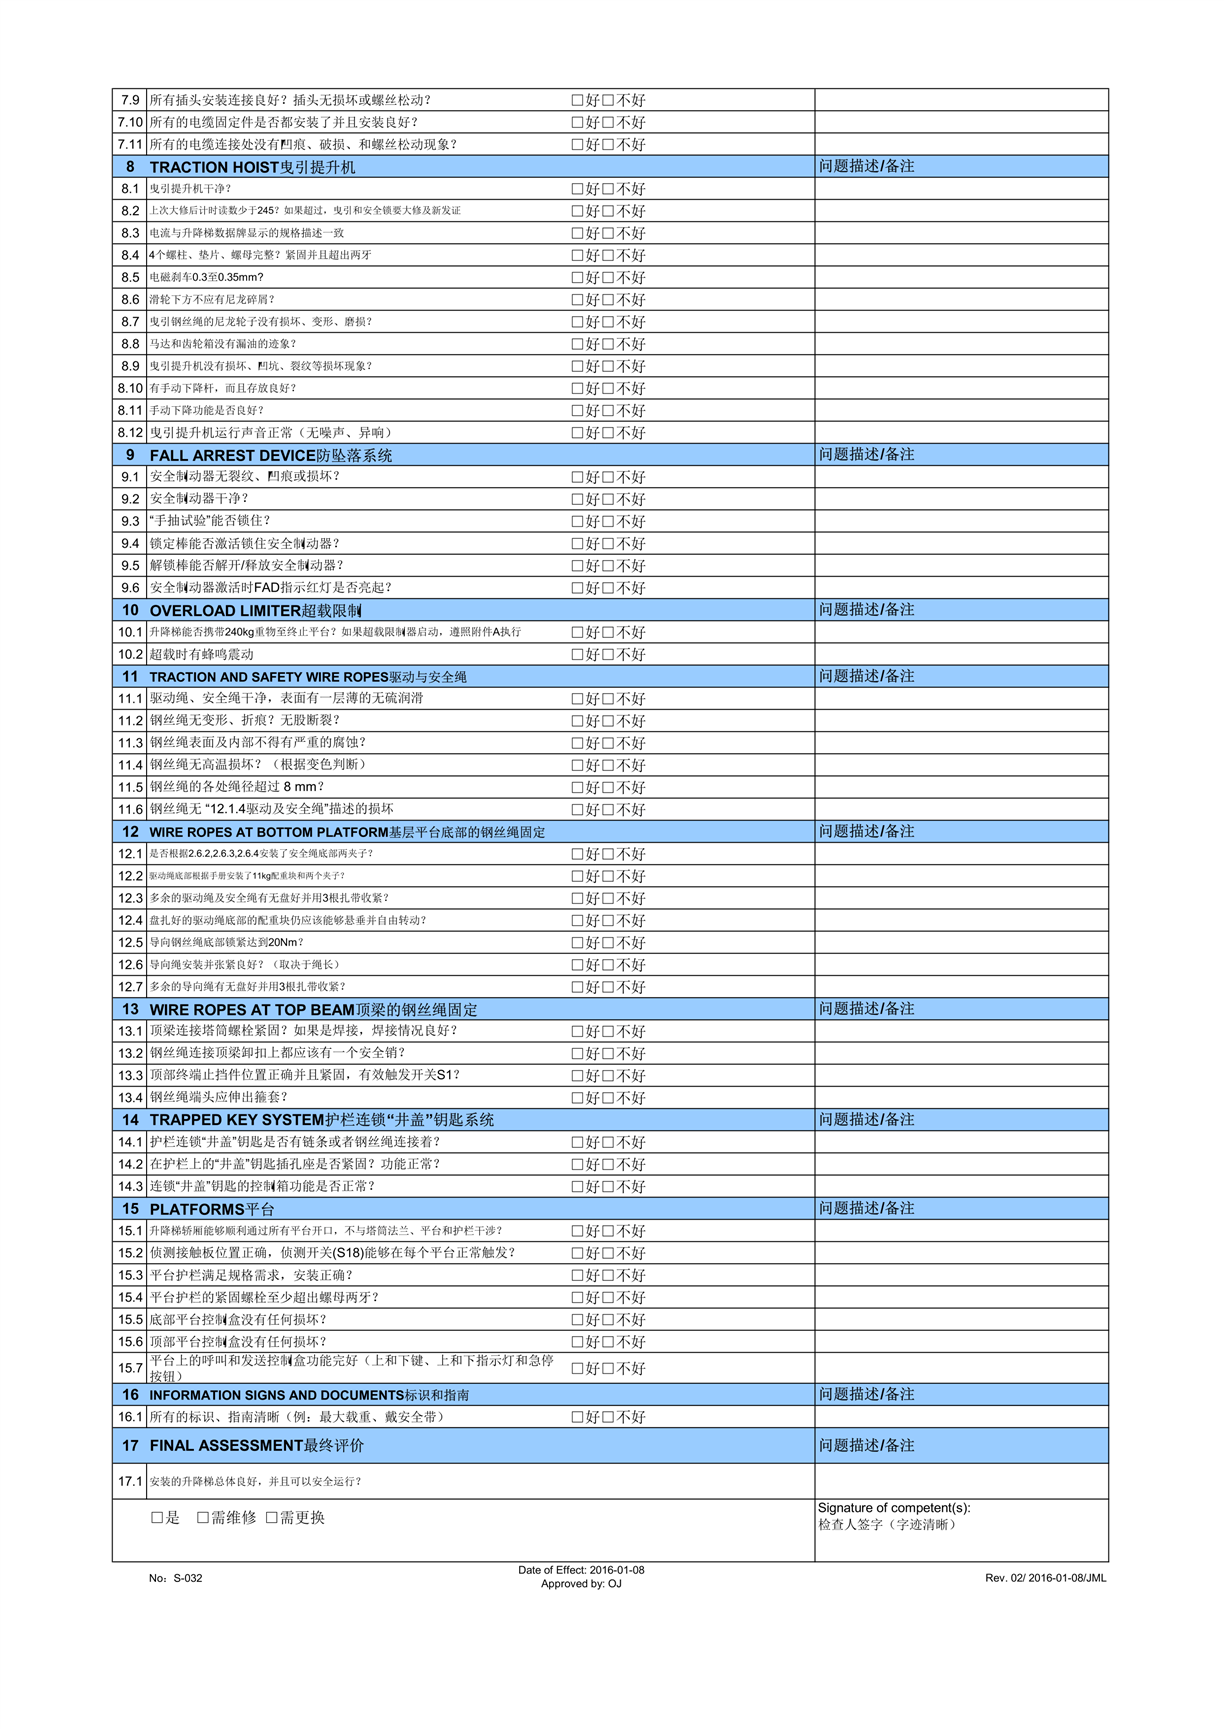 7.9 所有插头安装连接良好？插头无损坏或螺丝松动？ □好□不好
7.10 所有的电缆固定件是否都安装了并且安装良好？ □好□不好
7.11 所有的电缆连接处没有凹痕、破损、和螺丝松动现象？ □好□不好
8 TRACTION HOIST曳引提升机 问题描述/备注
8.1 曳引提升机干净？ □好□不好
8.2 上次大修后计时读数少于245？如果超过，曳引和安全锁要大修及新发证 □好□不好
8.3 电流与升降梯数据牌显示的规格描述一致 □好□不好
8.4 4个螺柱、垫片、螺母完整？紧固并且超出两牙 □好□不好
8.5 电磁刹车0.3至0.35mm? □好□不好
8.6 滑轮下方不应有尼龙碎屑？ □好□不好
8.7 曳引钢丝绳的尼龙轮子没有损坏、变形、磨损？ □好□不好
8.8 马达和齿轮箱没有漏油的迹象？ □好□不好
8.9 曳引提升机没有损坏、凹坑、裂纹等损坏现象？ □好□不好
8.10 有手动下降杆，而且存放良好？ □好□不好
8.11 手动下降功能是否良好？ □好□不好
8.12 曳引提升机运行声音正常（无噪声、异响） □好□不好
9 FALL ARREST DEVICE防坠落系统 问题描述/备注
9.1 安全制动器无裂纹、凹痕或损坏？ □好□不好
9.2 安全制动器干净？ □好□不好
9.3 “手抽试验”能否锁住？ □好□不好
9.4 锁定棒能否激活锁住安全制动器？ □好□不好
9.5 解锁棒能否解开/释放安全制动器？ □好□不好
9.6 安全制动器激活时FAD指示红灯是否亮起？ □好□不好
10 OVERLOAD LIMITER超载限制 问题描述/备注
10.1 升降梯能否携带240kg重物至终止平台？如果超载限制器启动，遵照附件A执行 □好□不好
10.2 超载时有蜂鸣震动 □好□不好
11 TRACTION AND SAFETY WIRE ROPES驱动与安全绳 问题描述/备注
11.1 驱动绳、安全绳干净，表面有一层薄的无硫润滑 □好□不好
11.2 钢丝绳无变形、折痕？无股断裂？ □好□不好
11.3 钢丝绳表面及内部不得有严重的腐蚀？ □好□不好
11.4 钢丝绳无高温损坏？（根据变色判断） □好□不好
11.5 钢丝绳的各处绳径超过 8 mm？ □好□不好
11.6 钢丝绳无 “12.1.4驱动及安全绳”描述的损坏 □好□不好
12 WIRE ROPES AT BOTTOM PLATFORM基层平台底部的钢丝绳固定 问题描述/备注
12.1 是否根据2.6.2,2.6.3,2.6.4安装了安全绳底部两夹子？ □好□不好
12.2 驱动绳底部根据手册安装了11kg配重块和两个夹子？ □好□不好
12.3 多余的驱动绳及安全绳有无盘好并用3根扎带收紧？ □好□不好
12.4 盘扎好的驱动绳底部的配重块仍应该能够悬垂并自由转动？ □好□不好
12.5 导向钢丝绳底部锁紧达到20Nm？ □好□不好
12.6 导向绳安装并张紧良好？（取决于绳长） □好□不好
12.7 多余的导向绳有无盘好并用3根扎带收紧？ □好□不好
13 WIRE ROPES AT TOP BEAM顶梁的钢丝绳固定 问题描述/备注
13.1 顶梁连接塔筒螺栓紧固？如果是焊接，焊接情况良好？ □好□不好
13.2 钢丝绳连接顶梁卸扣上都应该有一个安全销？ □好□不好
13.3 顶部终端止挡件位置正确并且紧固，有效触发开关S1？ □好□不好
13.4 钢丝绳端头应伸出箍套？ □好□不好
14 TRAPPED KEY SYSTEM护栏连锁“井盖”钥匙系统 问题描述/备注
14.1 护栏连锁“井盖”钥匙是否有链条或者钢丝绳连接着？ □好□不好
14.2 在护栏上的“井盖”钥匙插孔座是否紧固？功能正常？ □好□不好
14.3 连锁“井盖”钥匙的控制箱功能是否正常？ □好□不好
15 PLATFORMS平台 问题描述/备注
15.1 升降梯轿厢能够顺利通过所有平台开口，不与塔筒法兰、平台和护栏干涉？ □好□不好
15.2 侦测接触板位置正确，侦测开关(S18)能够在每个平台正常触发？ □好□不好
15.3 平台护栏满足规格需求，安装正确？ □好□不好
15.4 平台护栏的紧固螺栓至少超出螺母两牙？ □好□不好
15.5 底部平台控制盒没有任何损坏？ □好□不好
15.6 顶部平台控制盒没有任何损坏？ □好□不好
15.7 平台上的呼叫和发送控制盒功能完好（上和下键、上和下指示灯和急停
按钮） □好□不好
16 INFORMATION SIGNS AND DOCUMENTS标识和指南 问题描述/备注
16.1 所有的标识、指南清晰（例：最大载重、戴安全带） □好□不好
17 FINAL ASSESSMENT最终评价 问题描述/备注
17.1 安装的升降梯总体良好，并且可以安全运行？
□是 □需维修 □需更换
Signature of competent(s):
检查人签字（字迹清晰）
No：S-032
Date of Effect: 2016-01-08
Approved by: OJ
Rev. 02/ 2016-01-08/JML